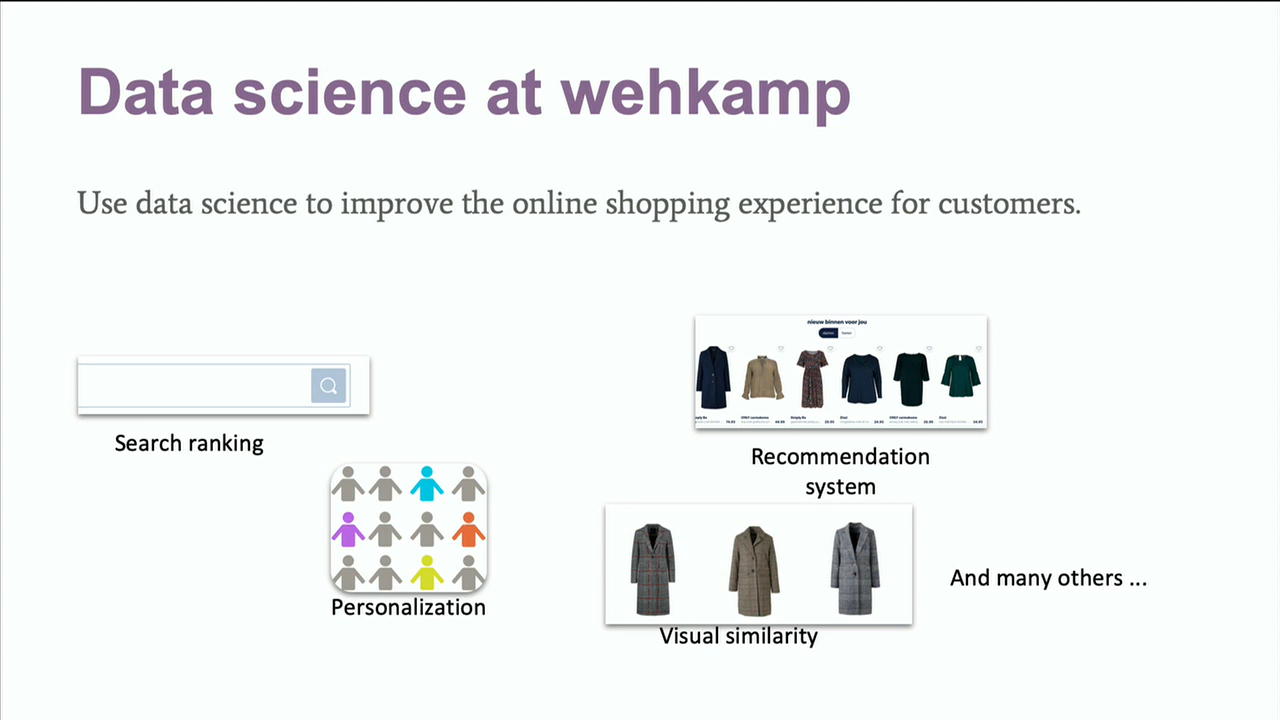 Data science at wehkamp
Use data science to improve the online shopping experience for customers.
nieuw binnen voor jou
Search ranking
Recommendation
system
Personalization
And many others ...
Visual similarity